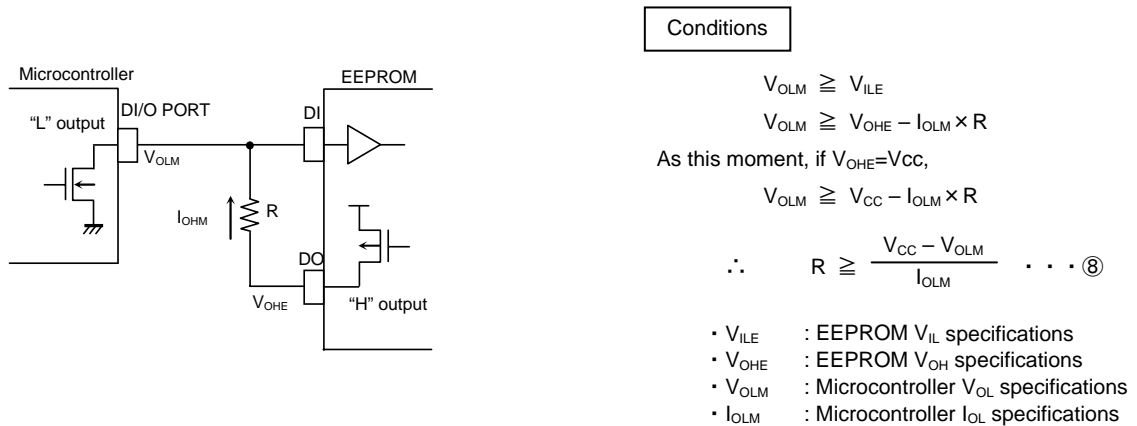 Microcontroller
EEPROM
DI/O PORT
DI
“L” output
VOLM
IOHM
R
DO
VOHE
“H” output
Conditions
VOLM ≧ VILE
VOLM ≧ VOHE – IOLM × R
As this moment, if VOHE=Vcc,
VOLM ≧ VCC – IOLM × R
∴ R ≧ VCC – VOLM
IOLM
・・・⑧
・VILE : EEPROM VIL specifications
・VOHE : EEPROM VOH specifications
・VOLM : Microcontroller VOL specifications
・IOLM : Microcontroller IOL specifications